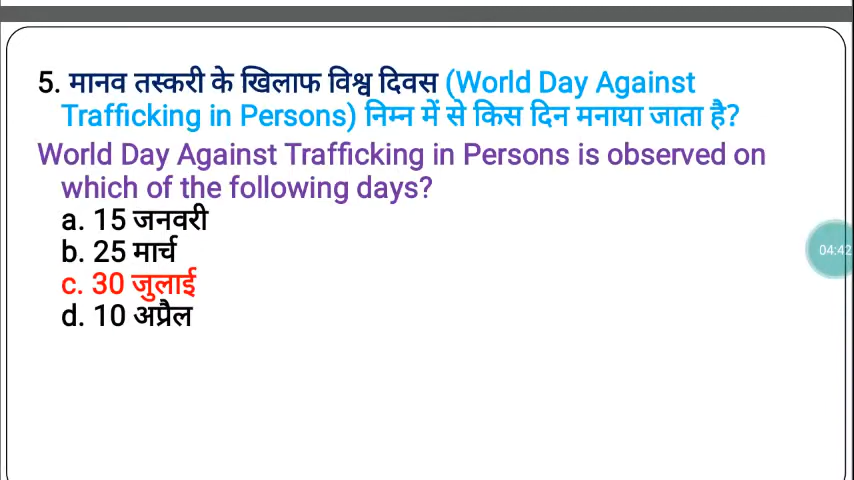 5. मानव तस्करी के खिलाफ विश्व दिवस (World Day Against
Trafficking in Persons) निम्न में से किस दिन मनाया जाता है?
World Day Against Trafficking in Persons is observed on
which of the following days?
a. 15 जनवरी
b. 25 मार्च
c. 30 जुलाई
d. 10 अप्रैल
04:42